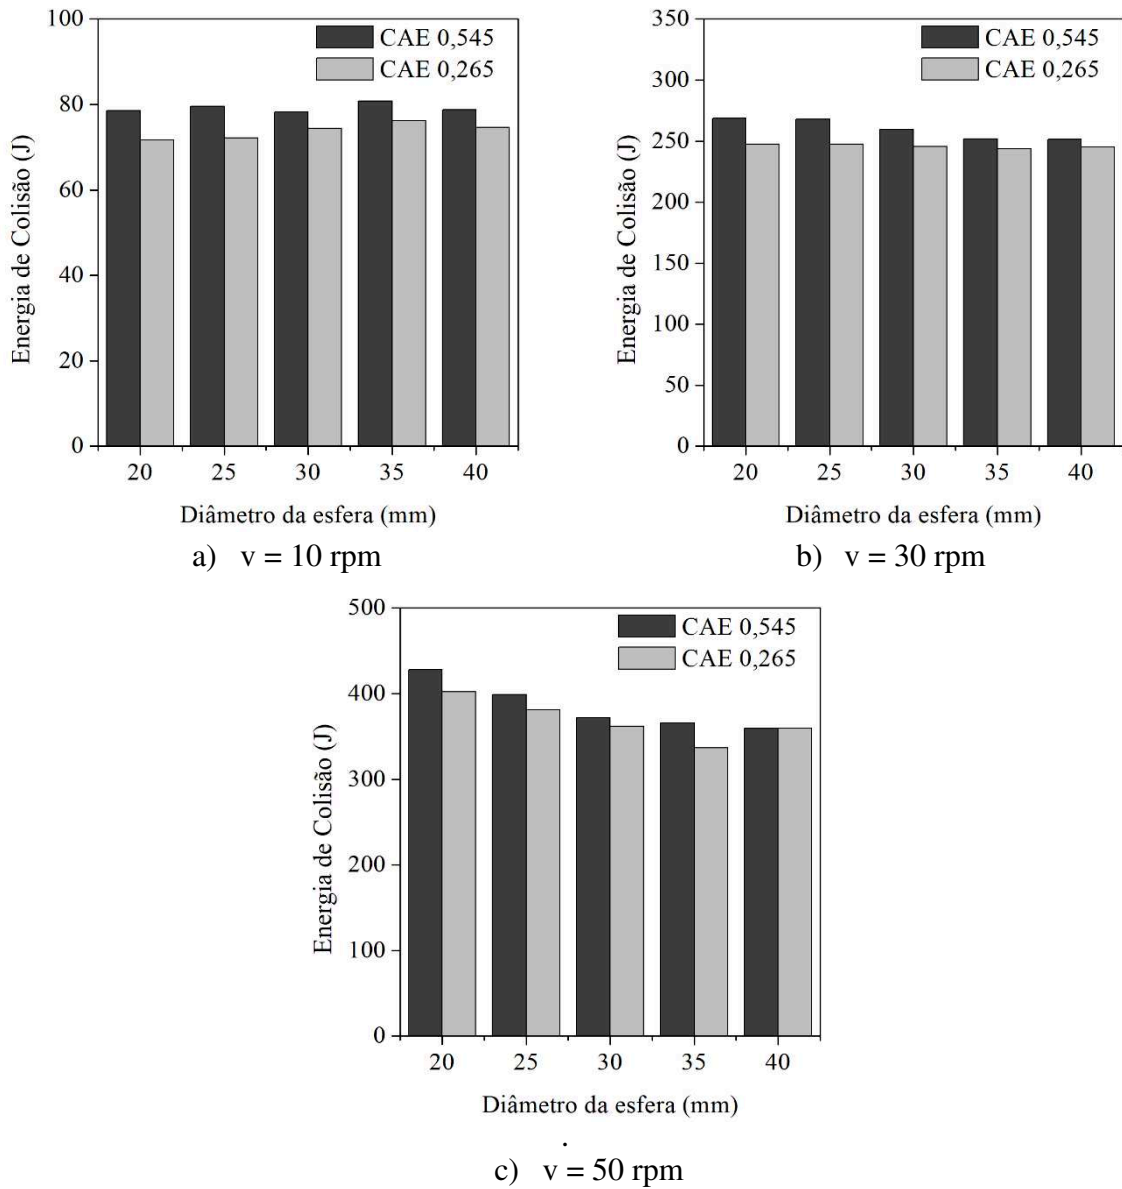 100
80
60
40
20
0
Energia de Colisão (J)
CAE 0,545
CAE 0,265
20 25 30 35 40
Diâmetro da esfera (mm)
a) v = 10 rpm
350
300
250
200
250
100
50
0
Energia de Colisão (J)
CAE 0,545
CAE 0,265
20 25 30 35 40
Diâmetro da esfera (mm)
b) v = 30 rpm
500
400
300
200
100
0
Energia de Colisão (J)
CAE 0,545
CAE 0,265
20 25 30 35 40
Diâmetro da esfera (mm)
.
c) v = 50 rpm